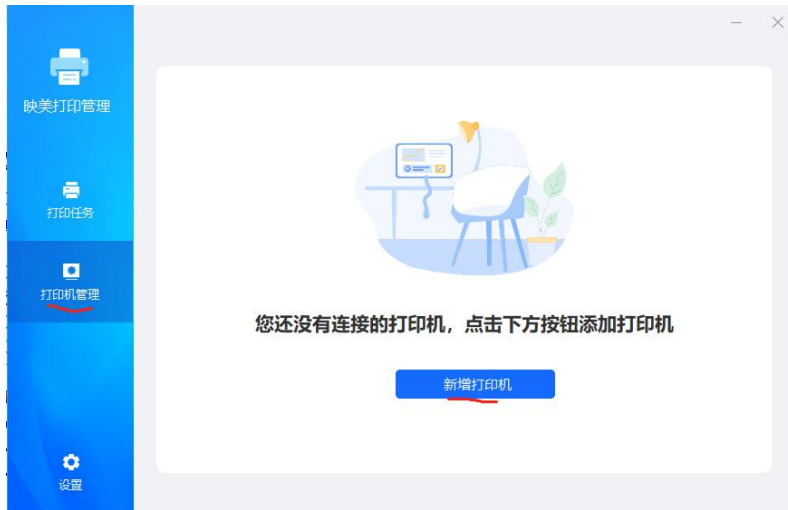 映美打印管理
打印任务
打印机管理
设置
您还没有连接的打印机，点击下方按钮添加打印机
新增打印机